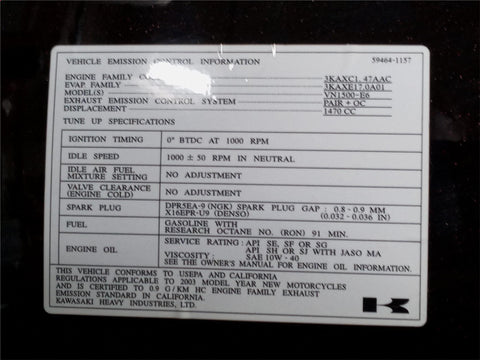 VEHICLE EMISSION CONTROL INFORMATION 59464-1157
ENGINE FAMILY 3KAXC1, 47AAC
EVAP. FAMILY 3KAXE17.0A01
MODEL(S) VN1500-E6
EXHAUST EMISSION CONTROL SYSTEM PAIR + OC
DISPLACEMENT 1470 CC
TUNE UP SPECIFICATIONS
IGNITION TIMING 0° BTDC AT 1000 RPM
IDLE SPEED 1000 ± 50 RPM IN NEUTRAL
IDLE AIR FUEL
MIXTURE SETTING NO ADJUSTMENT
VALVE CLEARANCE
(ENGINE COLD) NO ADJUSTMENT
SPARK PLUG DPR5EA-9 (NGK) SPARK PLUG GAP : 0.8 - 0.9 MM
X16EPR-U9 (DENSO) (0.032 - 0.036 IN)
FUEL GASOLINE WITH
RESEARCH OCTANE NO. (RON) 91 MIN.
ENGINE OIL SERVICE RATING : API SE, SF OR SG
API SH OR SJ WITH JASO MA
VISCOSITY : SAE 10W - 40
SEE THE OWNER'S MANUAL FOR ENGINE OIL INFORMATION.
THIS VEHICLE CONFORMS TO USEPA AND CALIFORNIA
REGULATIONS APPLICABLE TO 2003 MODEL YEAR NEW MOTORCYCLES
AND IS CERTIFIED TO 0.9 G/KM HC ENGINE FAMILY EXHAUST
EMISSION STANDARD IN CALIFORNIA.
KAWASAKI HEAVY INDUSTRIES, LTD.
K